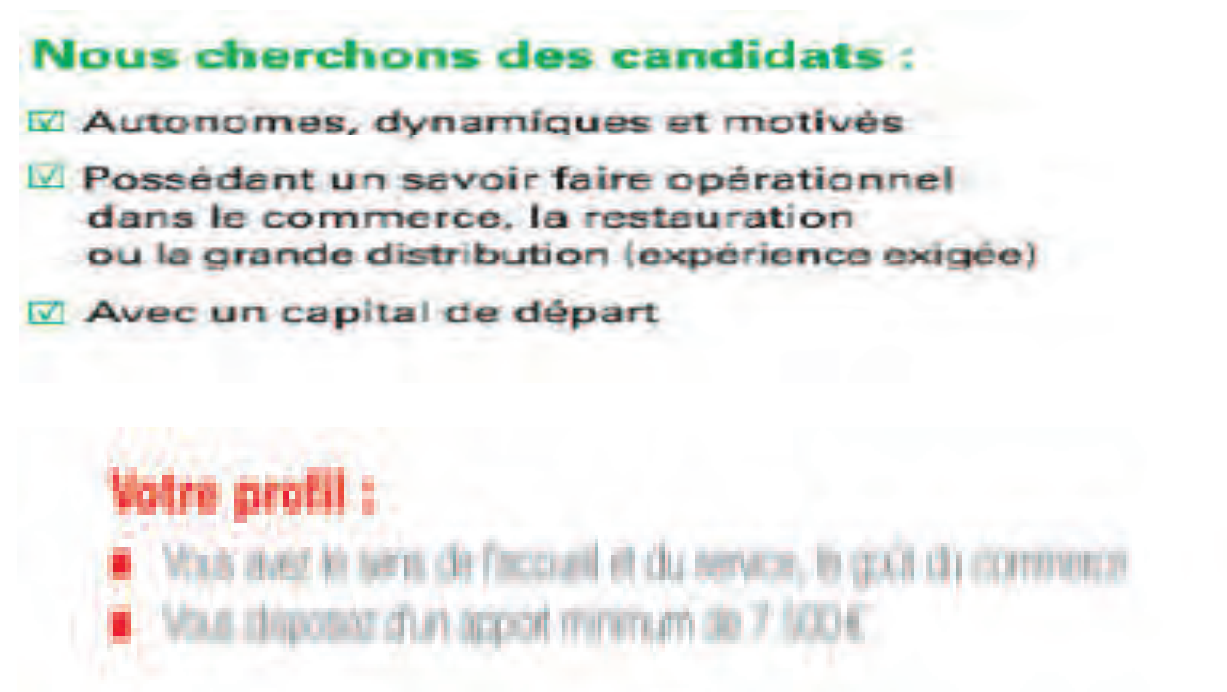 Nous cherchons des candidats :
Autonomes, dynamiques et motivés
Possédant un savoir faire opérationnel
dans le commerce, la restauration
ou la grande distribution (expérience exigée)
Avec un capital de départ
Votre profil :
Vous avez le sens de l'accueil et du service, le goût du commerce
Vous disposez d'un apport minimum de 7